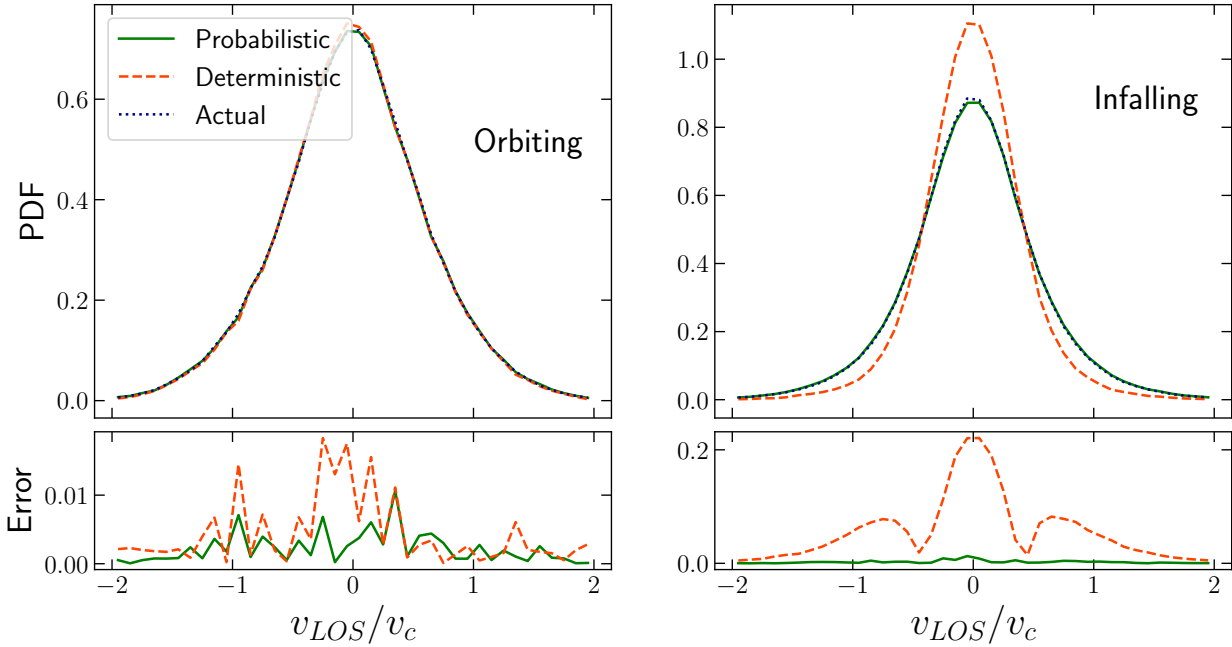 PDF
0.6
0.4
0.2
0.0
Probabilistic
Deterministic
Actual
Orbiting
1.0
0.8
0.6
0.4
0.2
0.0
Infalling
Error
0.01
0.00
−2 −1 0 1 2
v_{LOS}/v_c
0.2
0.0
−2 −1 0 1 2
v_{LOS}/v_c